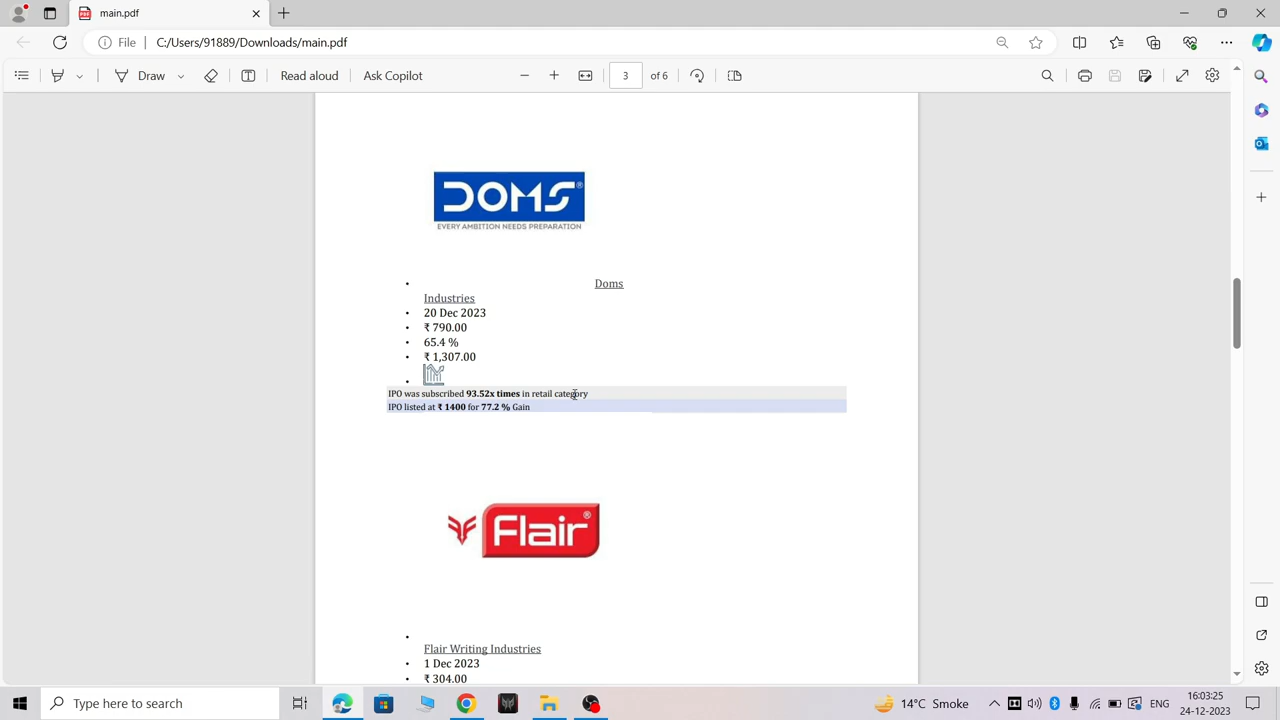 main.pdf
File
C:/Users/91889/Downloads/main.pdf
Draw
Read aloud
Ask Copilot
3
of 6
DOMS®
EVERY AMBITION NEEDS PREPARATION
• Doms
Industries
• 20 Dec 2023
• ₹ 790.00
• 65.4 %
• ₹ 1,307.00
•
IPO was subscribed 93.52x times in retail category
IPO listed at ₹ 1400 for 77.2 % Gain
Flair®
•
Flair Writing Industries
• 1 Dec 2023
• ₹ 304.00
Type here to search
14°C Smoke
ENG
16:03:25
24-12-2023